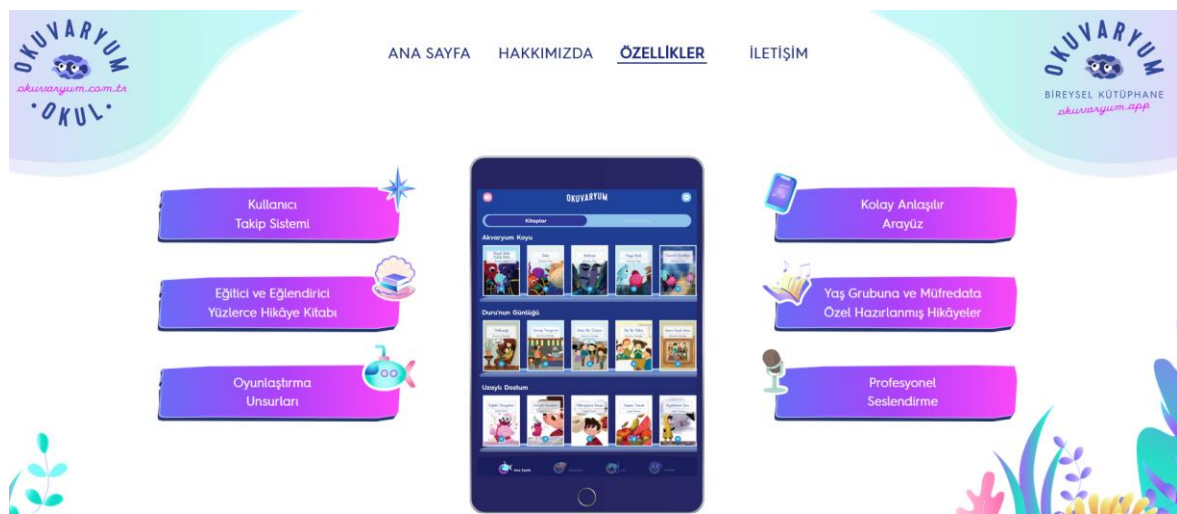 OKUVARYUM
okuvaryum.com.tr
• OKUL •
ANA SAYFA HAKKIMIZDA ÖZELLİKLER İLETİŞİM
OKUVARYUM
BİREYSEL KÜTÜPHANE
okuvaryum.app
Kullanıcı
Takip Sistemi
Eğitici ve Eğlendirici
Yüzlerce Hikâye Kitabı
Oyunlaştırma
Unsurları
OKUVARYUM
Kitaplar
Akvaryum Koyu
Duru'nun Günlüğü
Uzaylı Dostum
Ana Sayfa
Kolay Anlaşılır
Arayüz
Yaş Grubuna ve Müfredata
Özel Hazırlanmış Hikâyeler
Profesyonel
Seslendirme